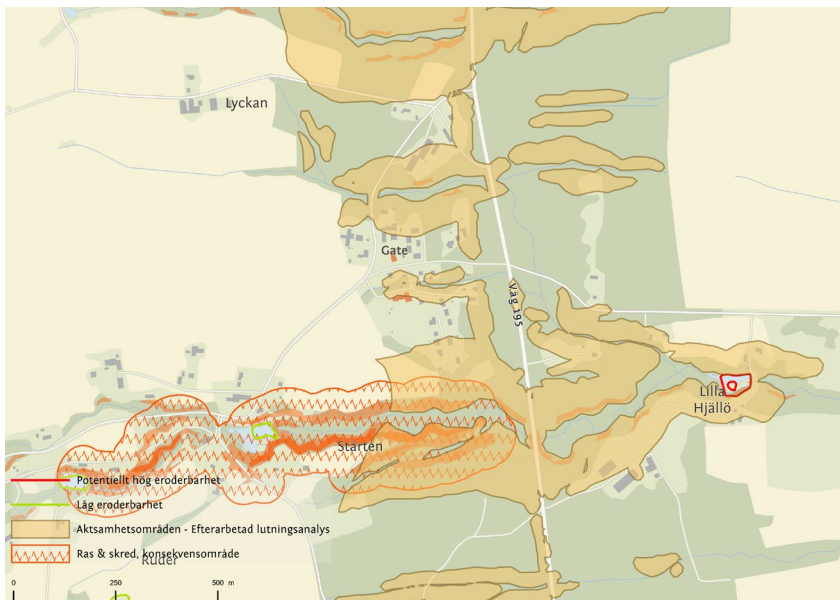 Lyckan
Gate
Väg 195
Lilla
Hjällö
Stärten
Potentiellt hög eroderbarhet
Låg eroderbarhet
Aktsamhetsområden - Efterarbetad lutningsanalys
Ras & skred, konsekvensområde
Ruder
0 250 500 m